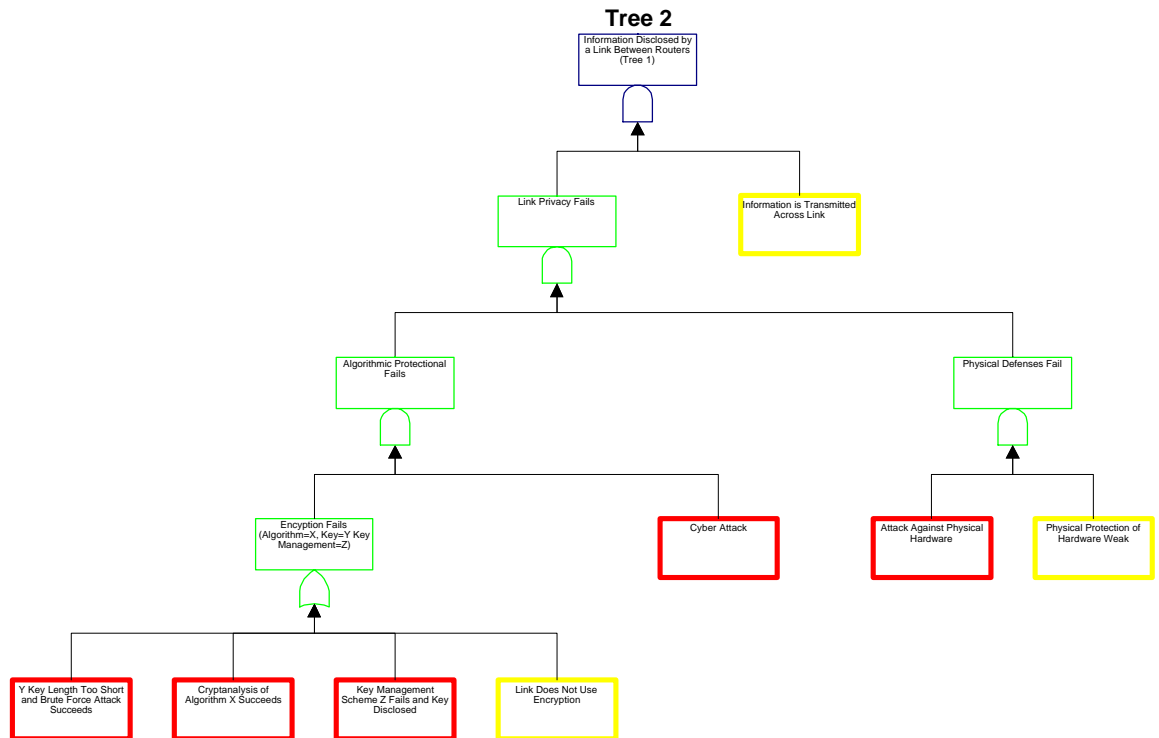 Tree 2
Information Disclosed by
a Link Between Routers
(Tree 1)
Link Privacy Fails
Information is Transmitted
Across Link
Algorithmic Protectional
Fails
Physical Defenses Fail
Encyption Fails
(Algorithm=X, Key=Y Key
Management=Z)
Cyber Attack
Attack Against Physical
Hardware
Physical Protection of
Hardware Weak
Y Key Length Too Short
and Brute Force Attack
Succeeds
Cryptanalysis of
Algorithm X Succeeds
Key Management
Scheme Z Fails and Key
Disclosed
Link Does Not Use
Encryption